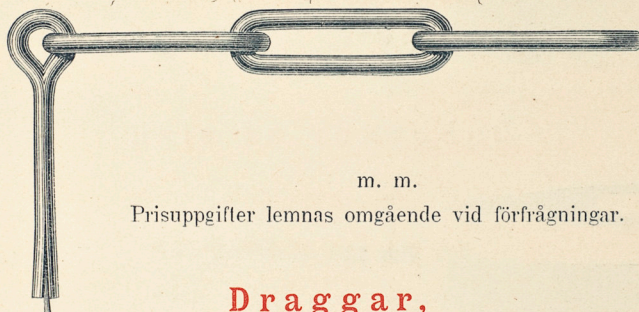 m. m.
Prisuppgifter lemnas omgående vid förfrågningar.
Draggar,